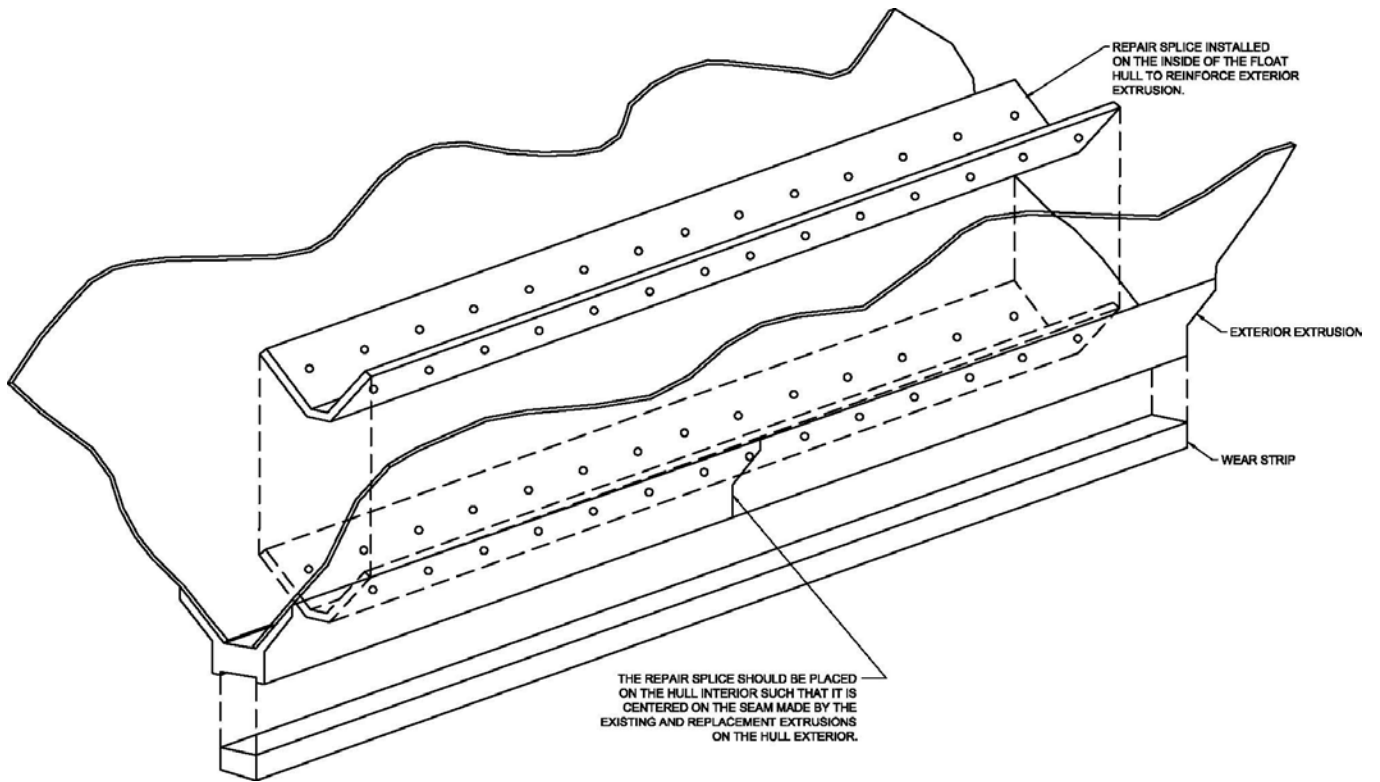 REPAIR SPLICE INSTALLED
ON THE INSIDE OF THE FLOAT
HULL TO REINFORCE EXTERIOR
EXTRUSION.
EXTERIOR EXTRUSION
WEAR STRIP
THE REPAIR SPLICE SHOULD BE PLACED
ON THE HULL INTERIOR SUCH THAT IT IS
CENTERED ON THE SEAM MADE BY THE
EXISTING AND REPLACEMENT EXTRUSIONS
ON THE HULL EXTERIOR.